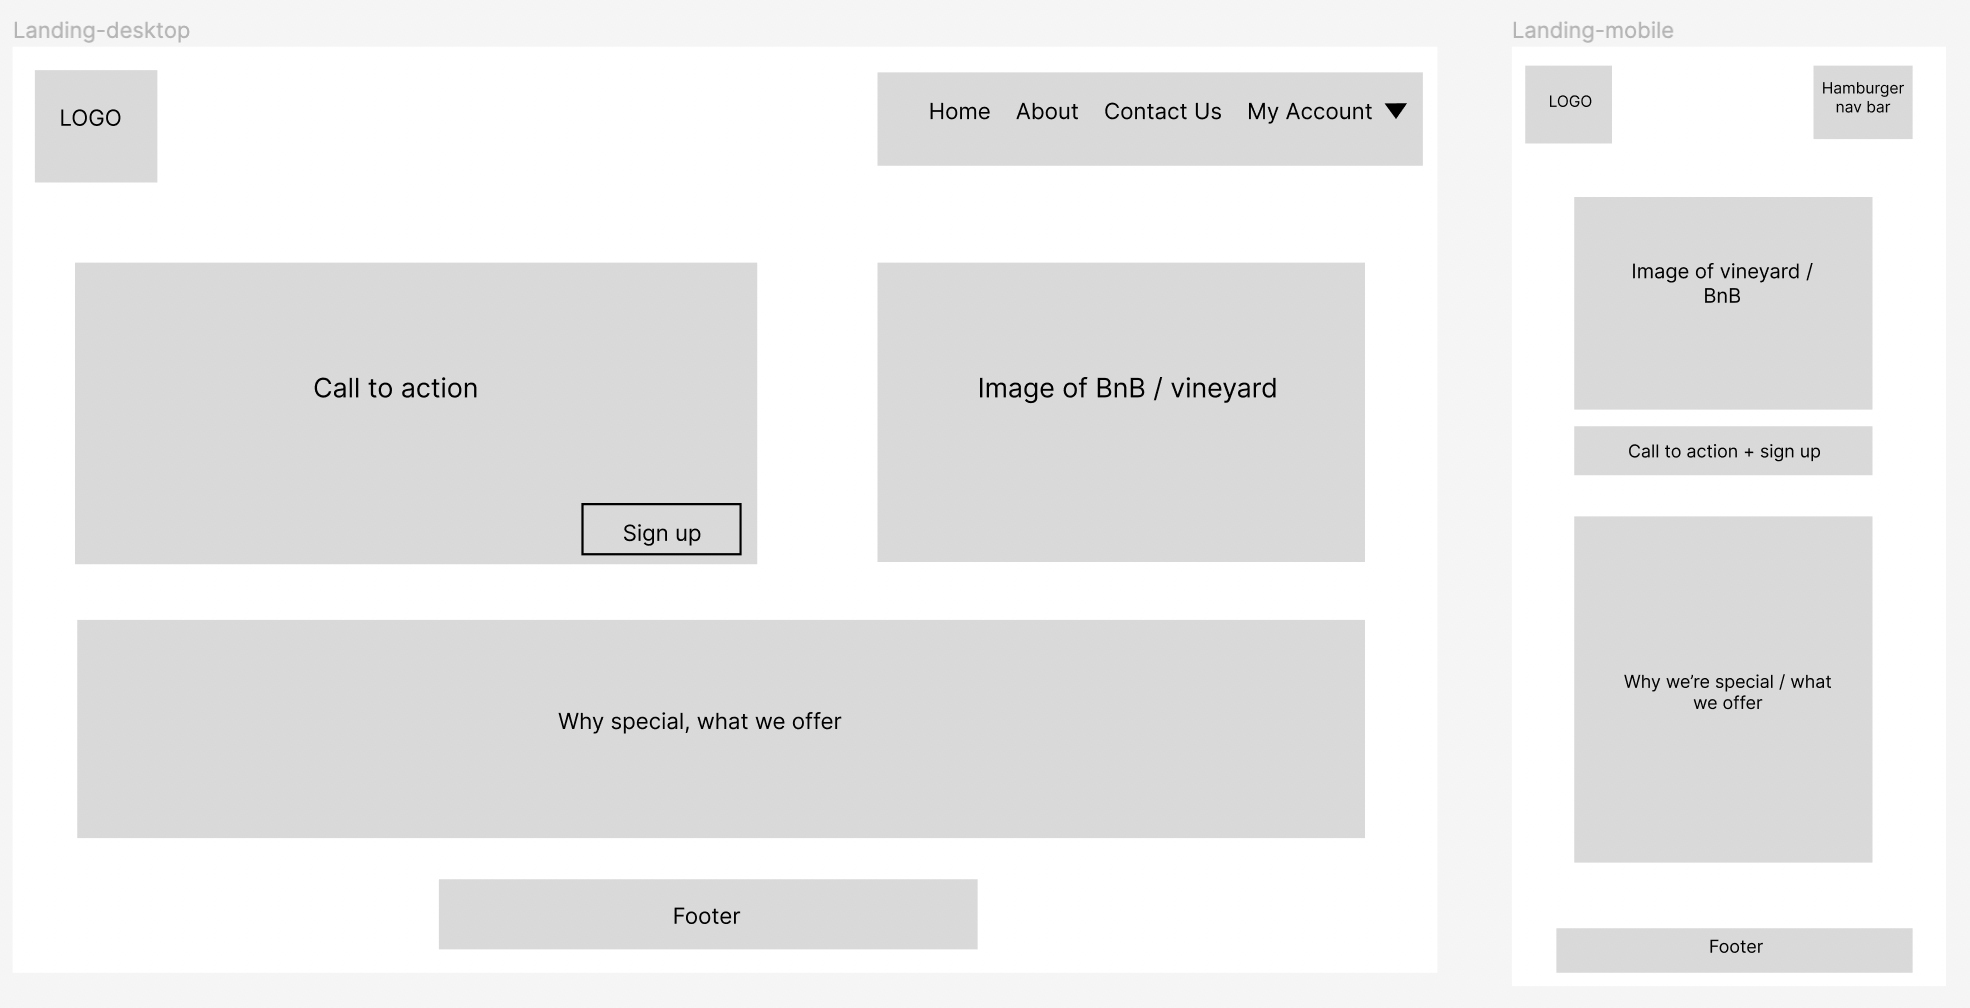 Landing-desktop
LOGO
Home About Contact Us My Account
Call to action
Sign up
Image of BnB / vineyard
Why special, what we offer
Footer
Landing-mobile
LOGO
Hamburger
nav bar
Image of vineyard /
BnB
Call to action + sign up
Why we’re special / what
we offer
Footer